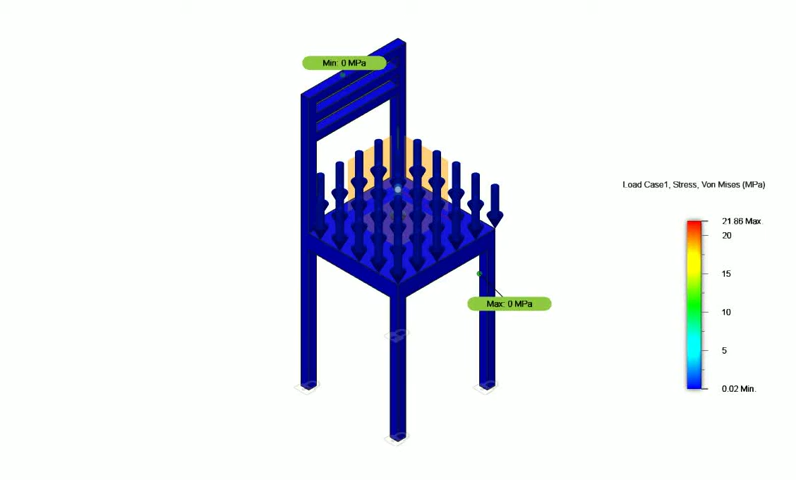 Min: 0 MPa
Load Case1, Stress, Von Mises (MPa)
21.86 Max.
20
15
Max: 0 MPa
10
5
0.02 Min.